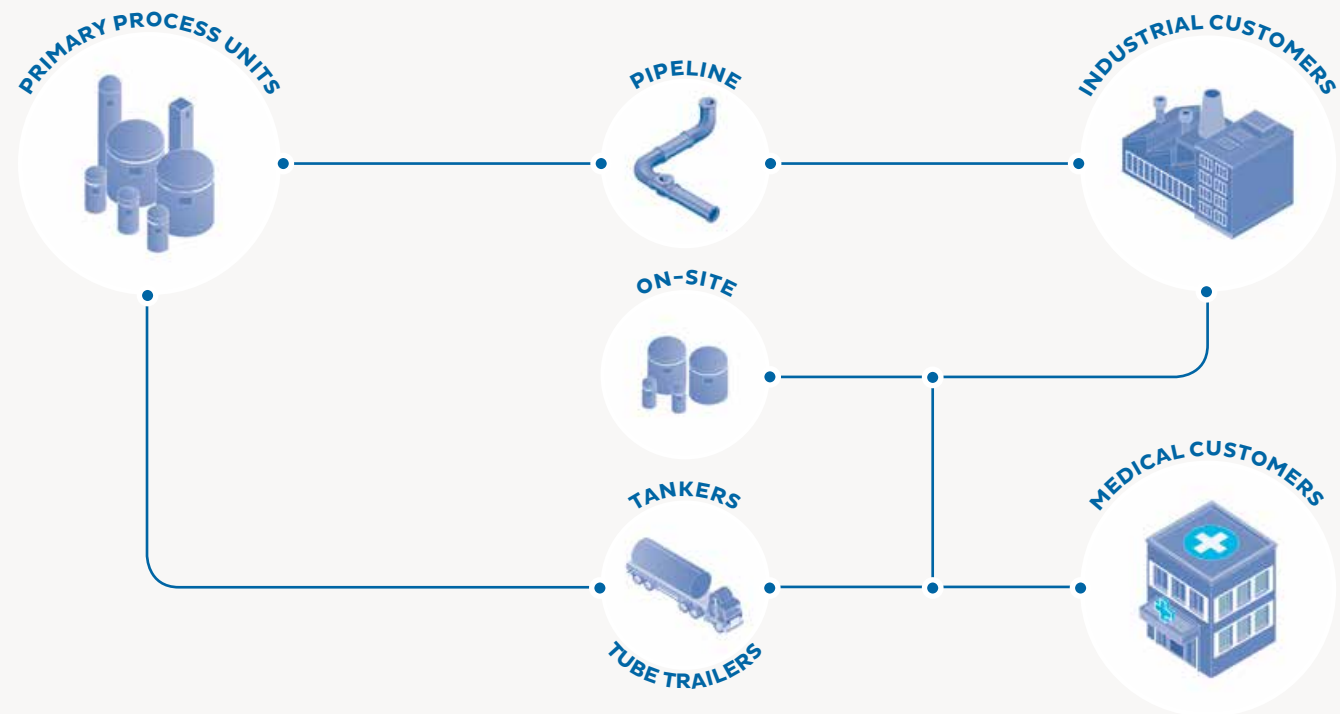 PRIMARY PROCESS UNITS
PIPELINE
INDUSTRIAL CUSTOMERS
ON-SITE
TANKERS
TUBE TRAILERS
MEDICAL CUSTOMERS